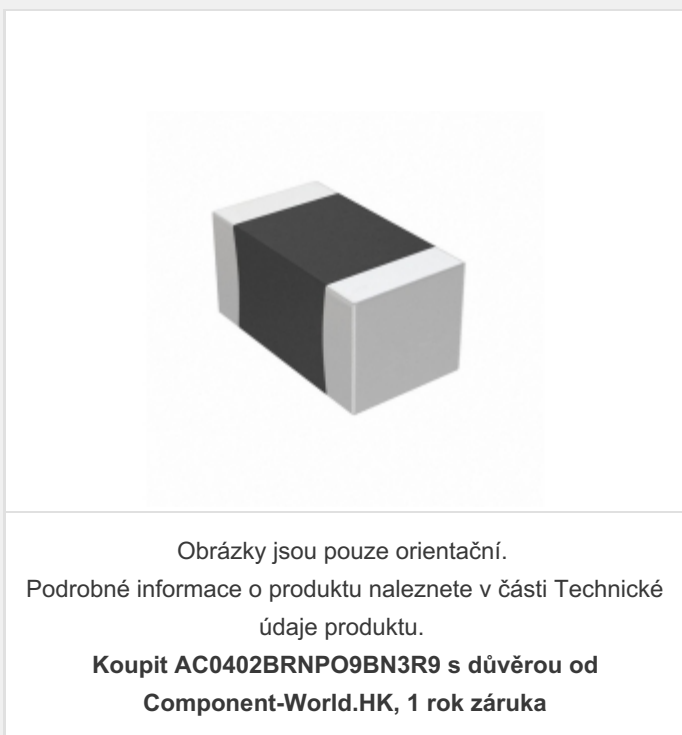 Obrázky jsou pouze orientační.
Podrobné informace o produktu naleznete v části Technické
údaje produktu.
Koupit AC0402BRNPO9BN3R9 s důvěrou od
Component-World.HK, 1 rok záruka